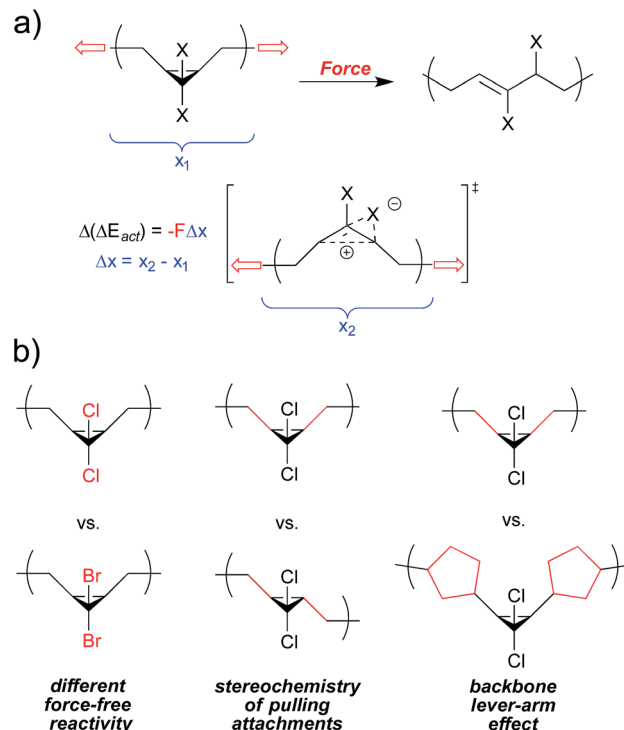 a)
X
X
Force
X
X
x₁
Δ(ΔE_act) = -FΔx
Δx = x₂ - x₁
X
X
⊖
⊕
‡
x₂
b)
Cl
Cl
Cl
Cl
Cl
Cl
vs.
vs.
vs.
Br
Br
Cl
Cl
Cl
Cl
different
force-free
reactivity
stereochemistry
of pulling
attachments
backbone
lever-arm
effect